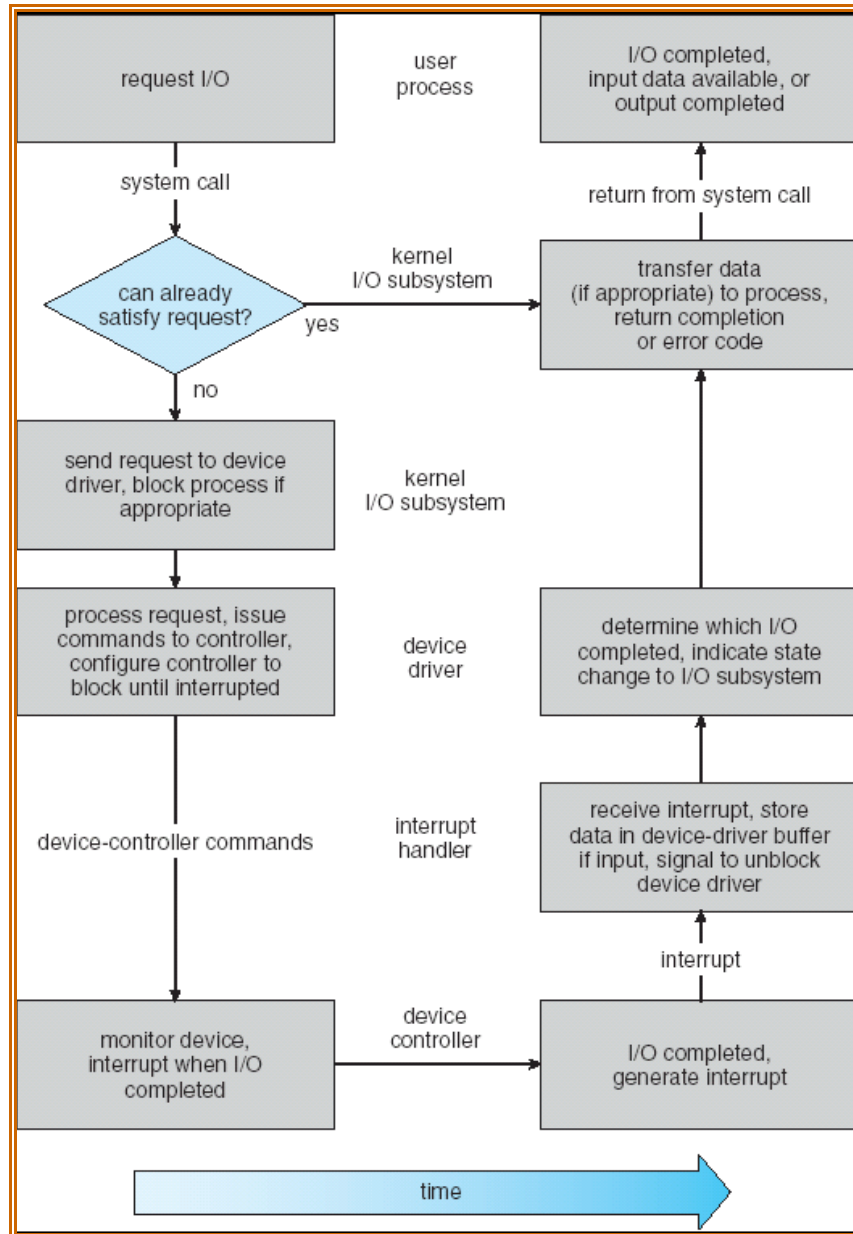 request I/O
user
process
I/O completed,
input data available, or
output completed
system call
return from system call
can already
satisfy request?
kernel
I/O subsystem
yes
transfer data
(if appropriate) to process,
return completion
or error code
no
send request to device
driver, block process if
appropriate
kernel
I/O subsystem
process request, issue
commands to controller,
configure controller to
block until interrupted
device
driver
determine which I/O
completed, indicate state
change to I/O subsystem
device-controller commands
interrupt
handler
receive interrupt, store
data in device-driver buffer
if input, signal to unblock
device driver
interrupt
monitor device,
interrupt when I/O
completed
device
controller
I/O completed,
generate interrupt
time